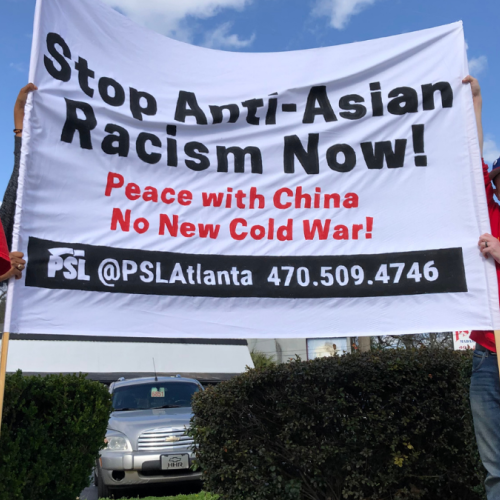 Stop Anti-Asian
Racism Now!
Peace with China
No New Cold War!
PSL @PSLAtlanta 470.509.4746